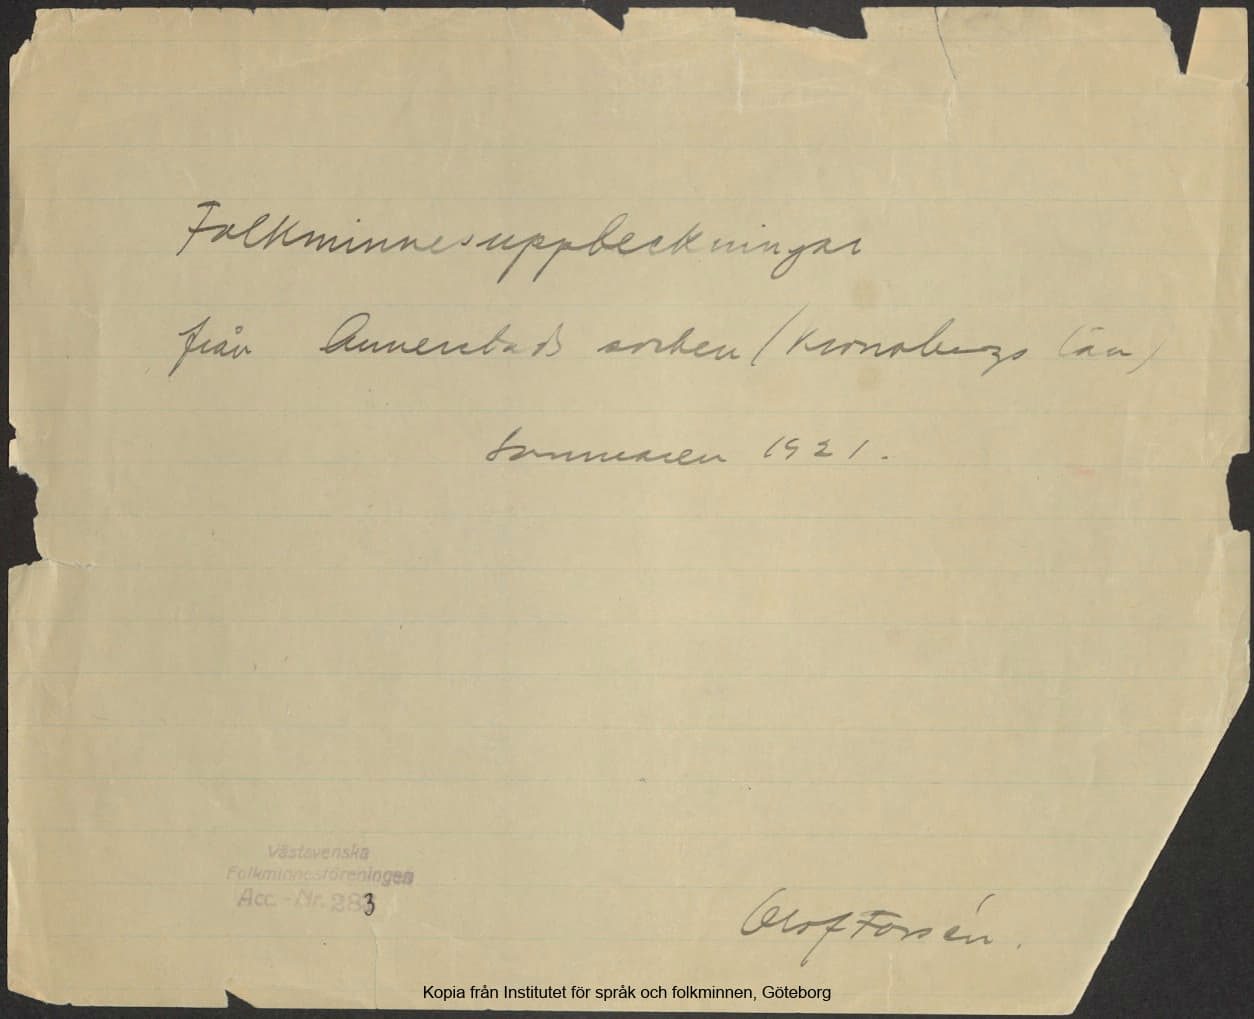 Folkminnesuppteckningar
från Annerstads socken (Kronobergs län)
Sommaren 1921.
Västsvenska
Folkminnesföreningen
Acc. - Nr. 283
Olof Forsén.
Kopia från Institutet för språk och folkminnen, Göteborg